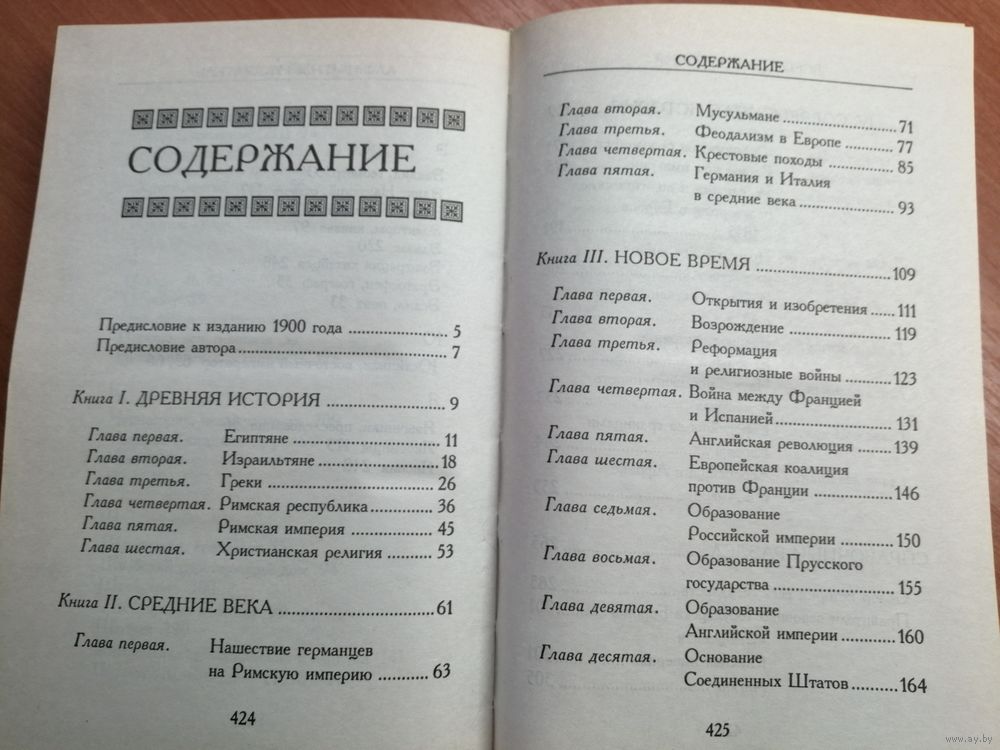 СОДЕРЖАНИЕ
Предисловие к изданию 1900 года ................ 5
Предисловие автора ................ 7
Книга I. ДРЕВНЯЯ ИСТОРИЯ ................ 9
Глава первая. Египтяне ................ 11
Глава вторая. Израильтяне ................ 18
Глава третья. Греки ................ 26
Глава четвертая. Римская республика ................ 36
Глава пятая. Римская империя ................ 45
Глава шестая. Христианская религия ................ 53
Книга II. СРЕДНИЕ ВЕКА ................ 61
Глава первая. Нашествие германцев
на Римскую империю ................ 63
424
СОДЕРЖАНИЕ
Глава вторая. Мусульмане ................ 71
Глава третья. Феодализм в Европе ................ 77
Глава четвертая. Крестовые походы ................ 85
Глава пятая. Германия и Италия
в средние века ................ 93
Книга III. НОВОЕ ВРЕМЯ ................ 109
Глава первая. Открытия и изобретения ................ 111
Глава вторая. Возрождение ................ 119
Глава третья. Реформация
и религиозные войны ................ 123
Глава четвертая. Война между Францией
и Испанией ................ 131
Глава пятая. Английская революция ................ 139
Глава шестая. Европейская коалиция
против Франции ................ 146
Глава седьмая. Образование
Российской империи ................ 150
Глава восьмая. Образование Прусского
государства ................ 155
Глава девятая. Образование
Английской империи ................ 160
Глава десятая. Основание
Соединенных Штатов ................ 164
425
www.ay.by